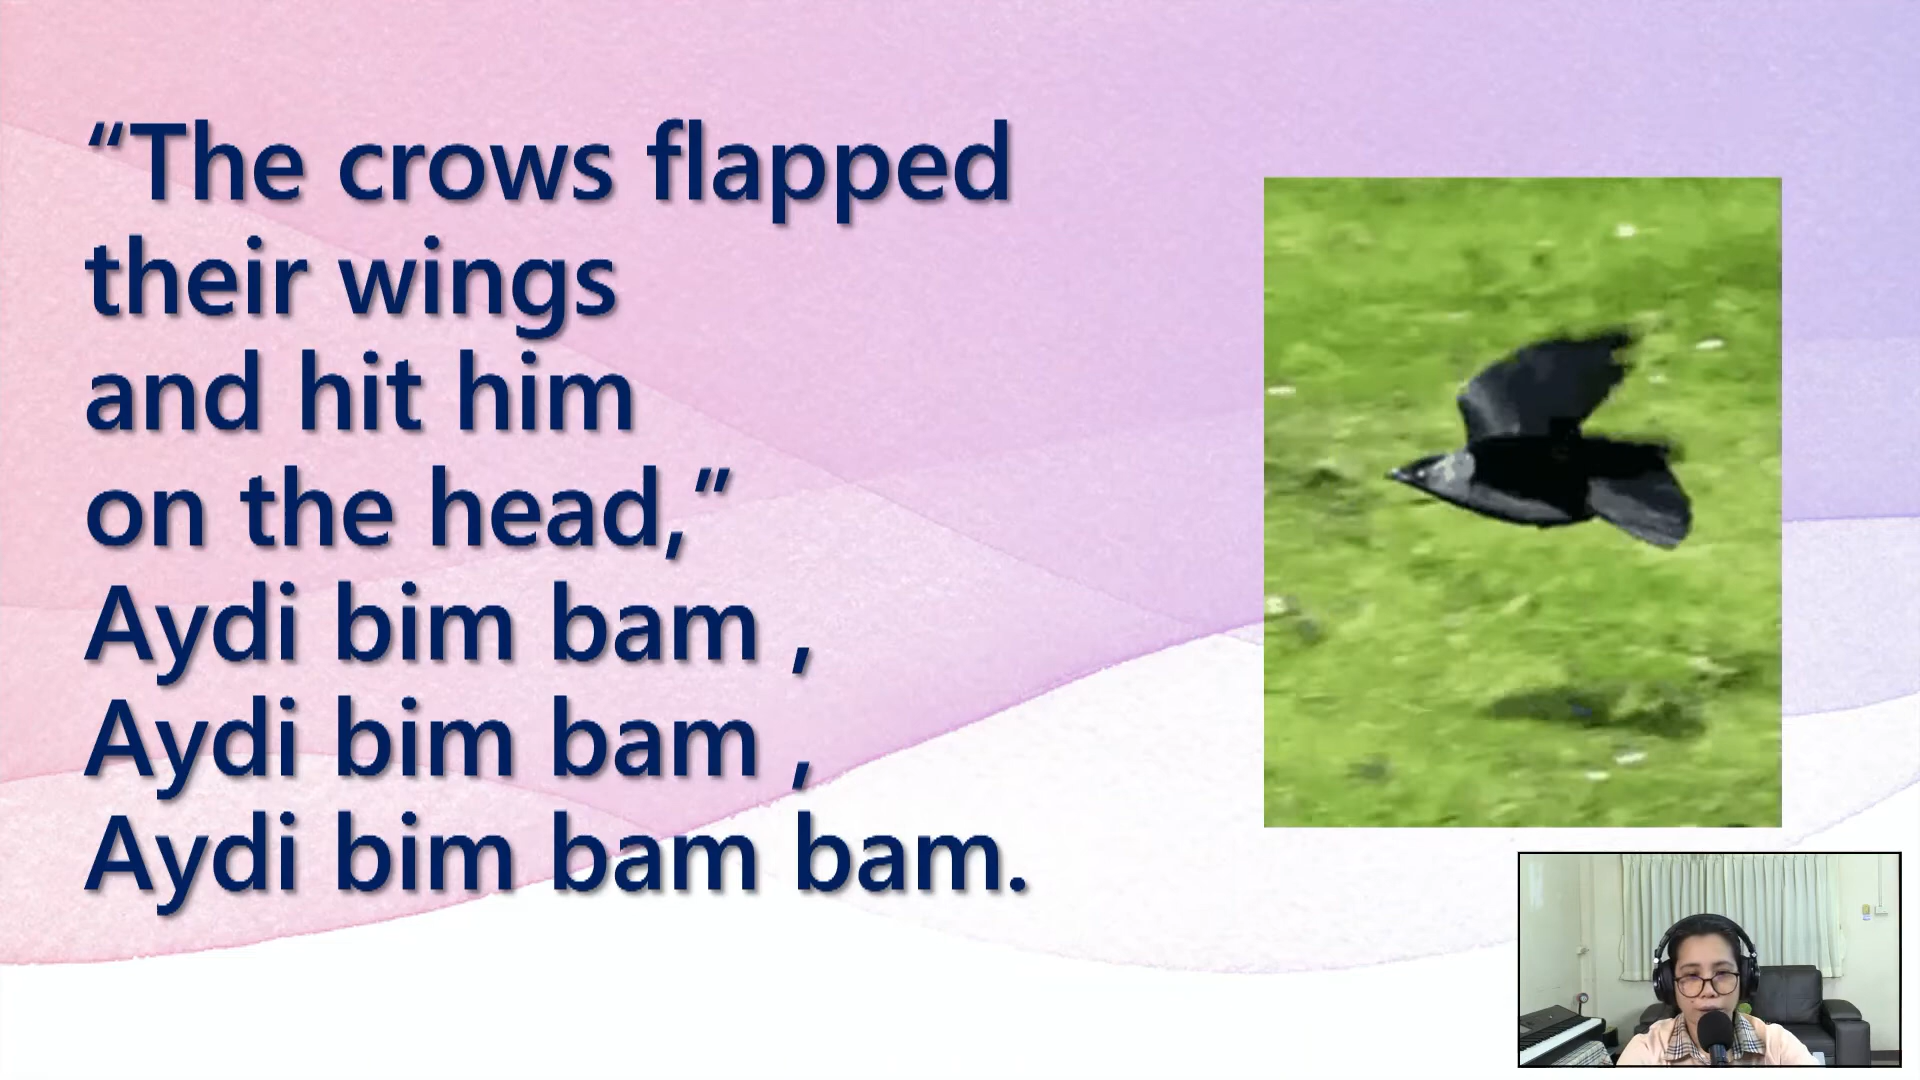 “The crows flapped
their wings
and hit him
on the head,”
Aydi bim bam ,
Aydi bim bam ,
Aydi bim bam bam.